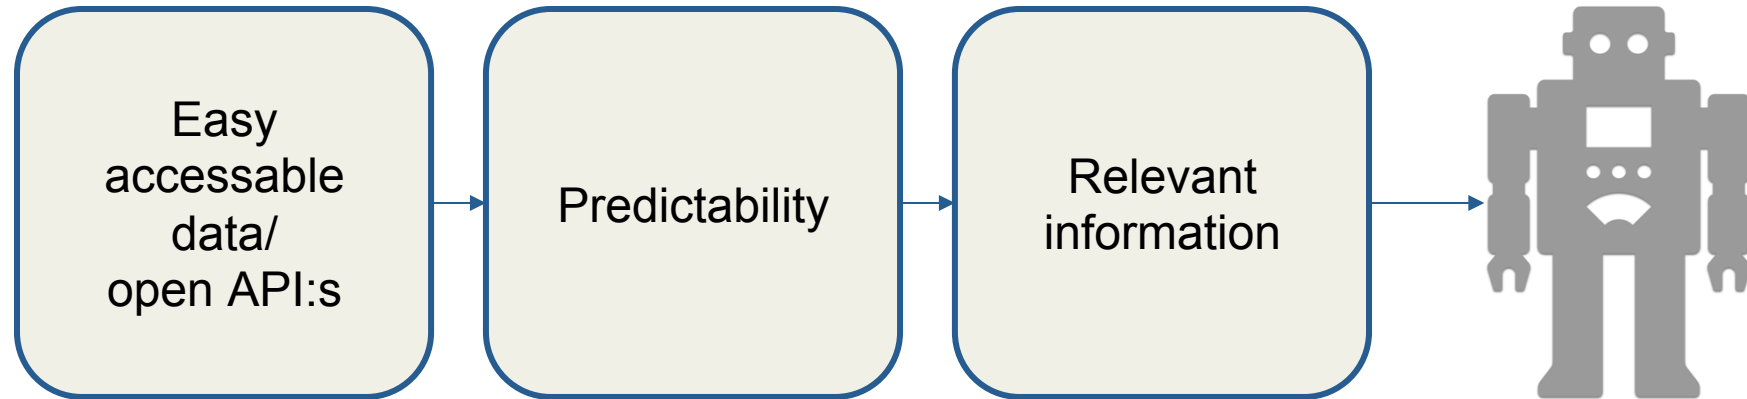 Easy
accessable
data/
open API:s
Predictability
Relevant
information